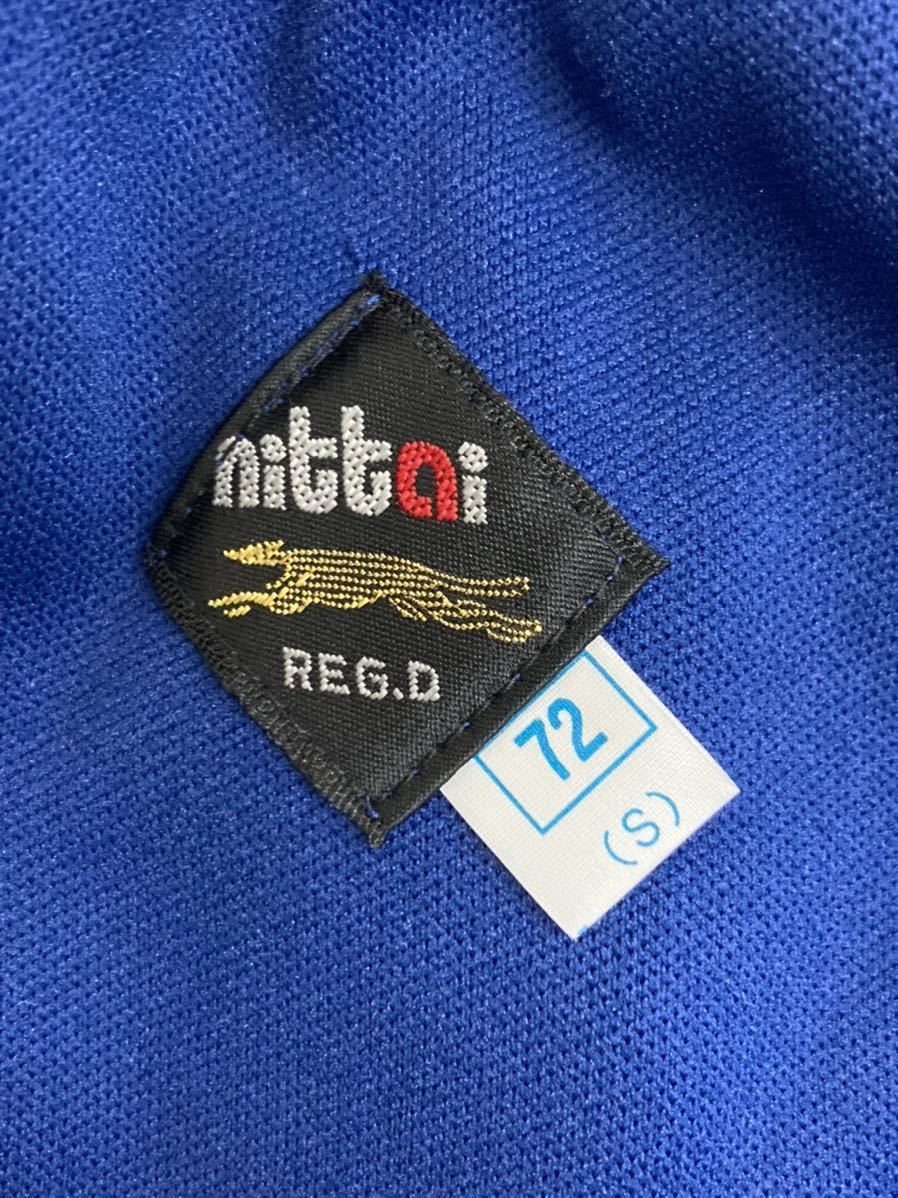 nittai
REG.D
72
(S)